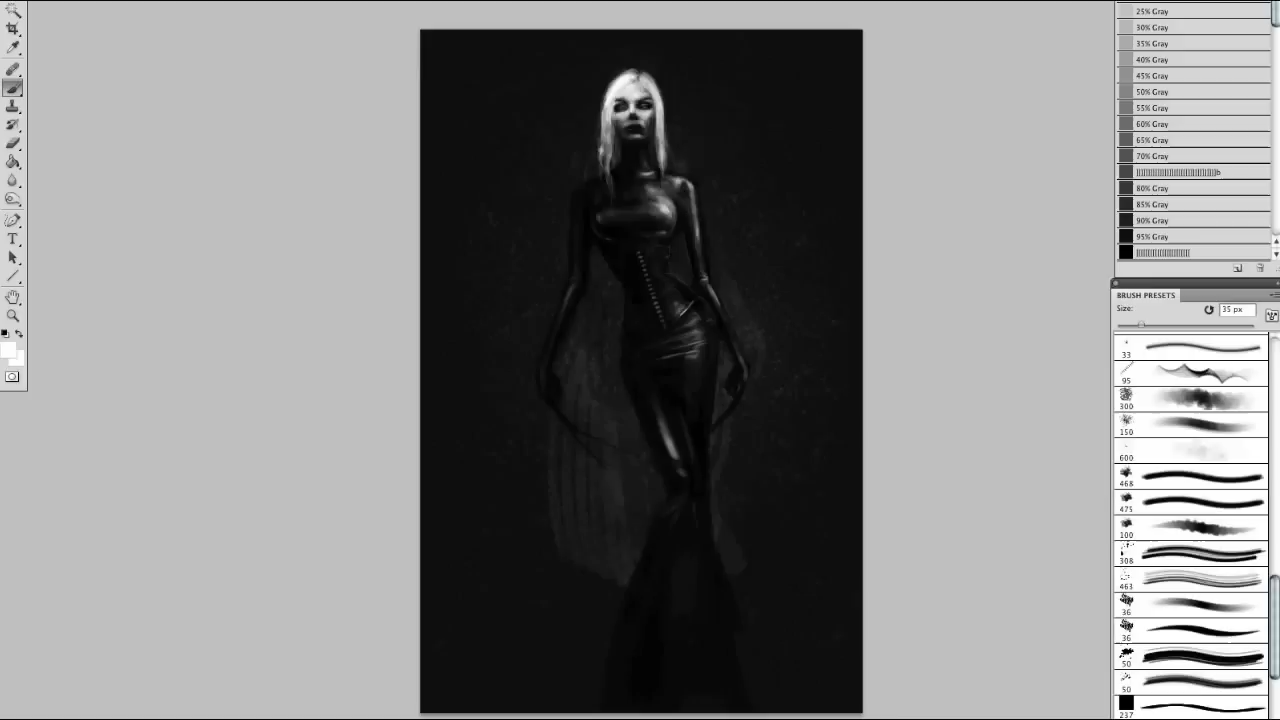 25% Gray
30% Gray
35% Gray
40% Gray
45% Gray
50% Gray
55% Gray
60% Gray
65% Gray
70% Gray
80% Gray
85% Gray
90% Gray
95% Gray
BRUSH PRESETS
Size:
35 px
33
95
300
150
600
468
475
100
308
463
36
36
50
50
237